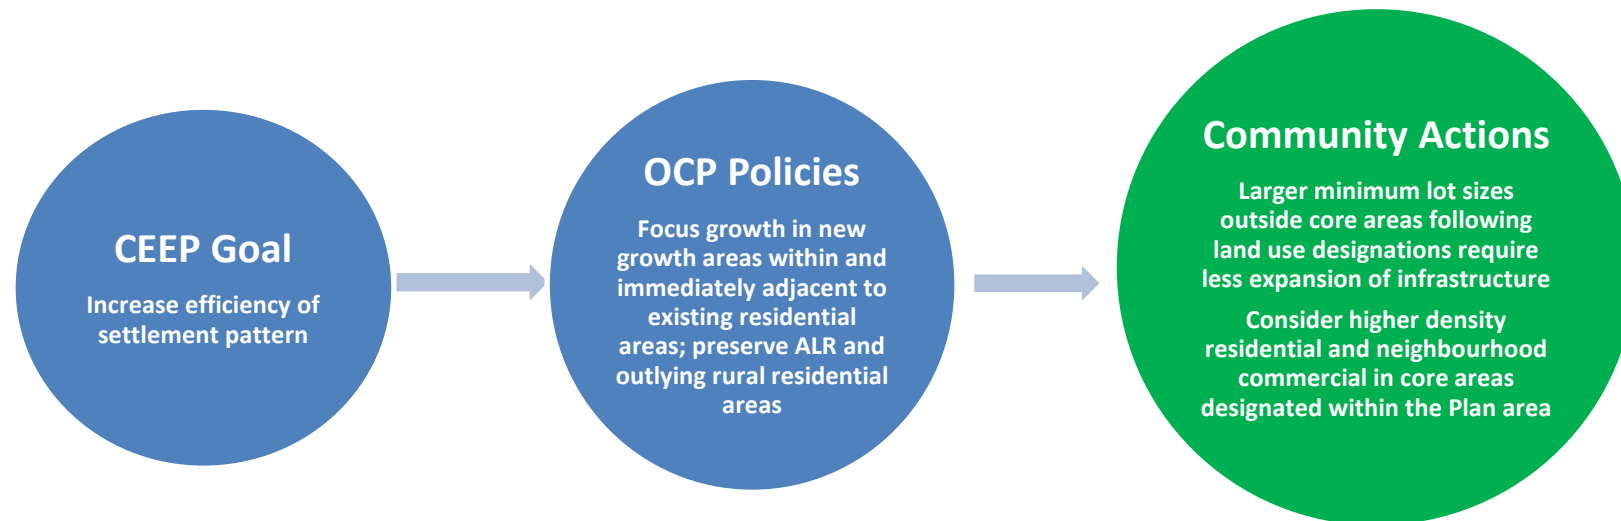 CEEP Goal
Increase efficiency of
settlement pattern
OCP Policies
Focus growth in new
growth areas within and
immediately adjacent to
existing residential
areas; preserve ALR and
outlying rural residential
areas
Community Actions
Larger minimum lot sizes
outside core areas following
land use designations require
less expansion of infrastructure
Consider higher density
residential and neighbourhood
commercial in core areas
designated within the Plan area